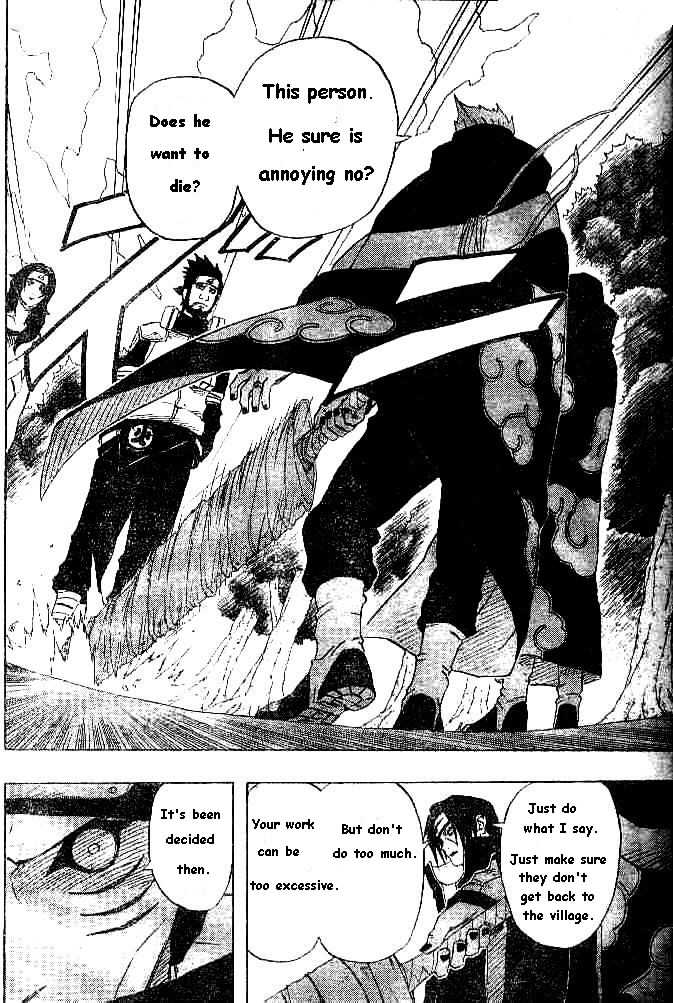 This person.
He sure is
annoying no?
Does he
want to
die?
Just do
what I say.
Just make sure
they don't
get back to
the village.
But don't
do too much.
Your work
can be
too excessive.
It's been
decided
then.